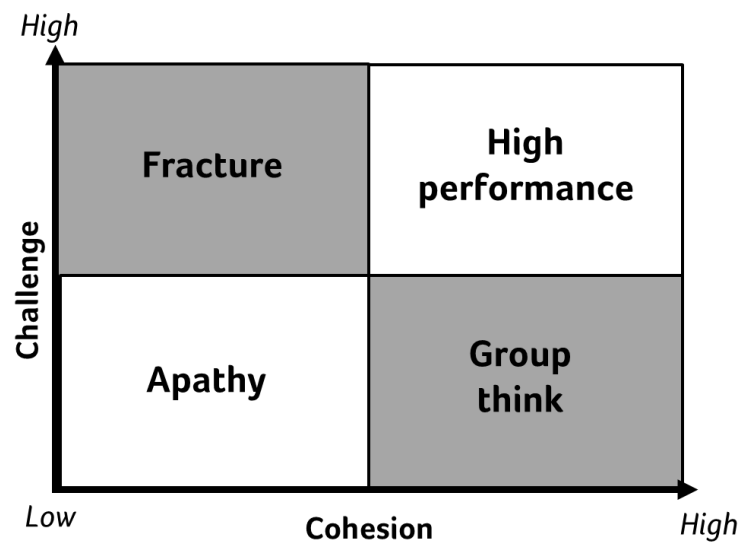 High
Fracture
High
performance
Challenge
Apathy
Group
think
Low
Cohesion
High